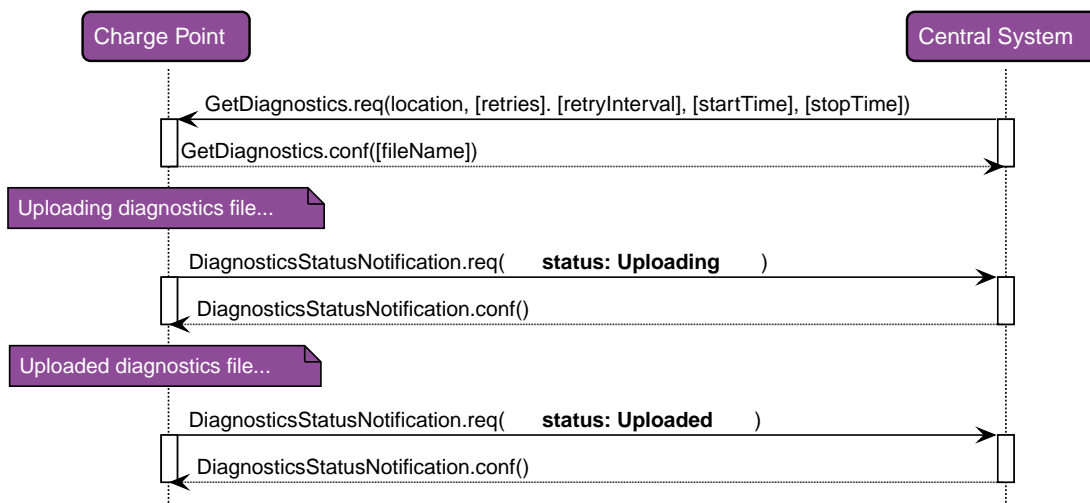 Charge Point
Central System
GetDiagnostics.req(location, [retries]. [retryInterval], [startTime], [stopTime])
GetDiagnostics.conf([fileName])
Uploading diagnostics file...
DiagnosticsStatusNotification.req( status: Uploading )
DiagnosticsStatusNotification.conf()
Uploaded diagnostics file...
DiagnosticsStatusNotification.req( status: Uploaded )
DiagnosticsStatusNotification.conf()